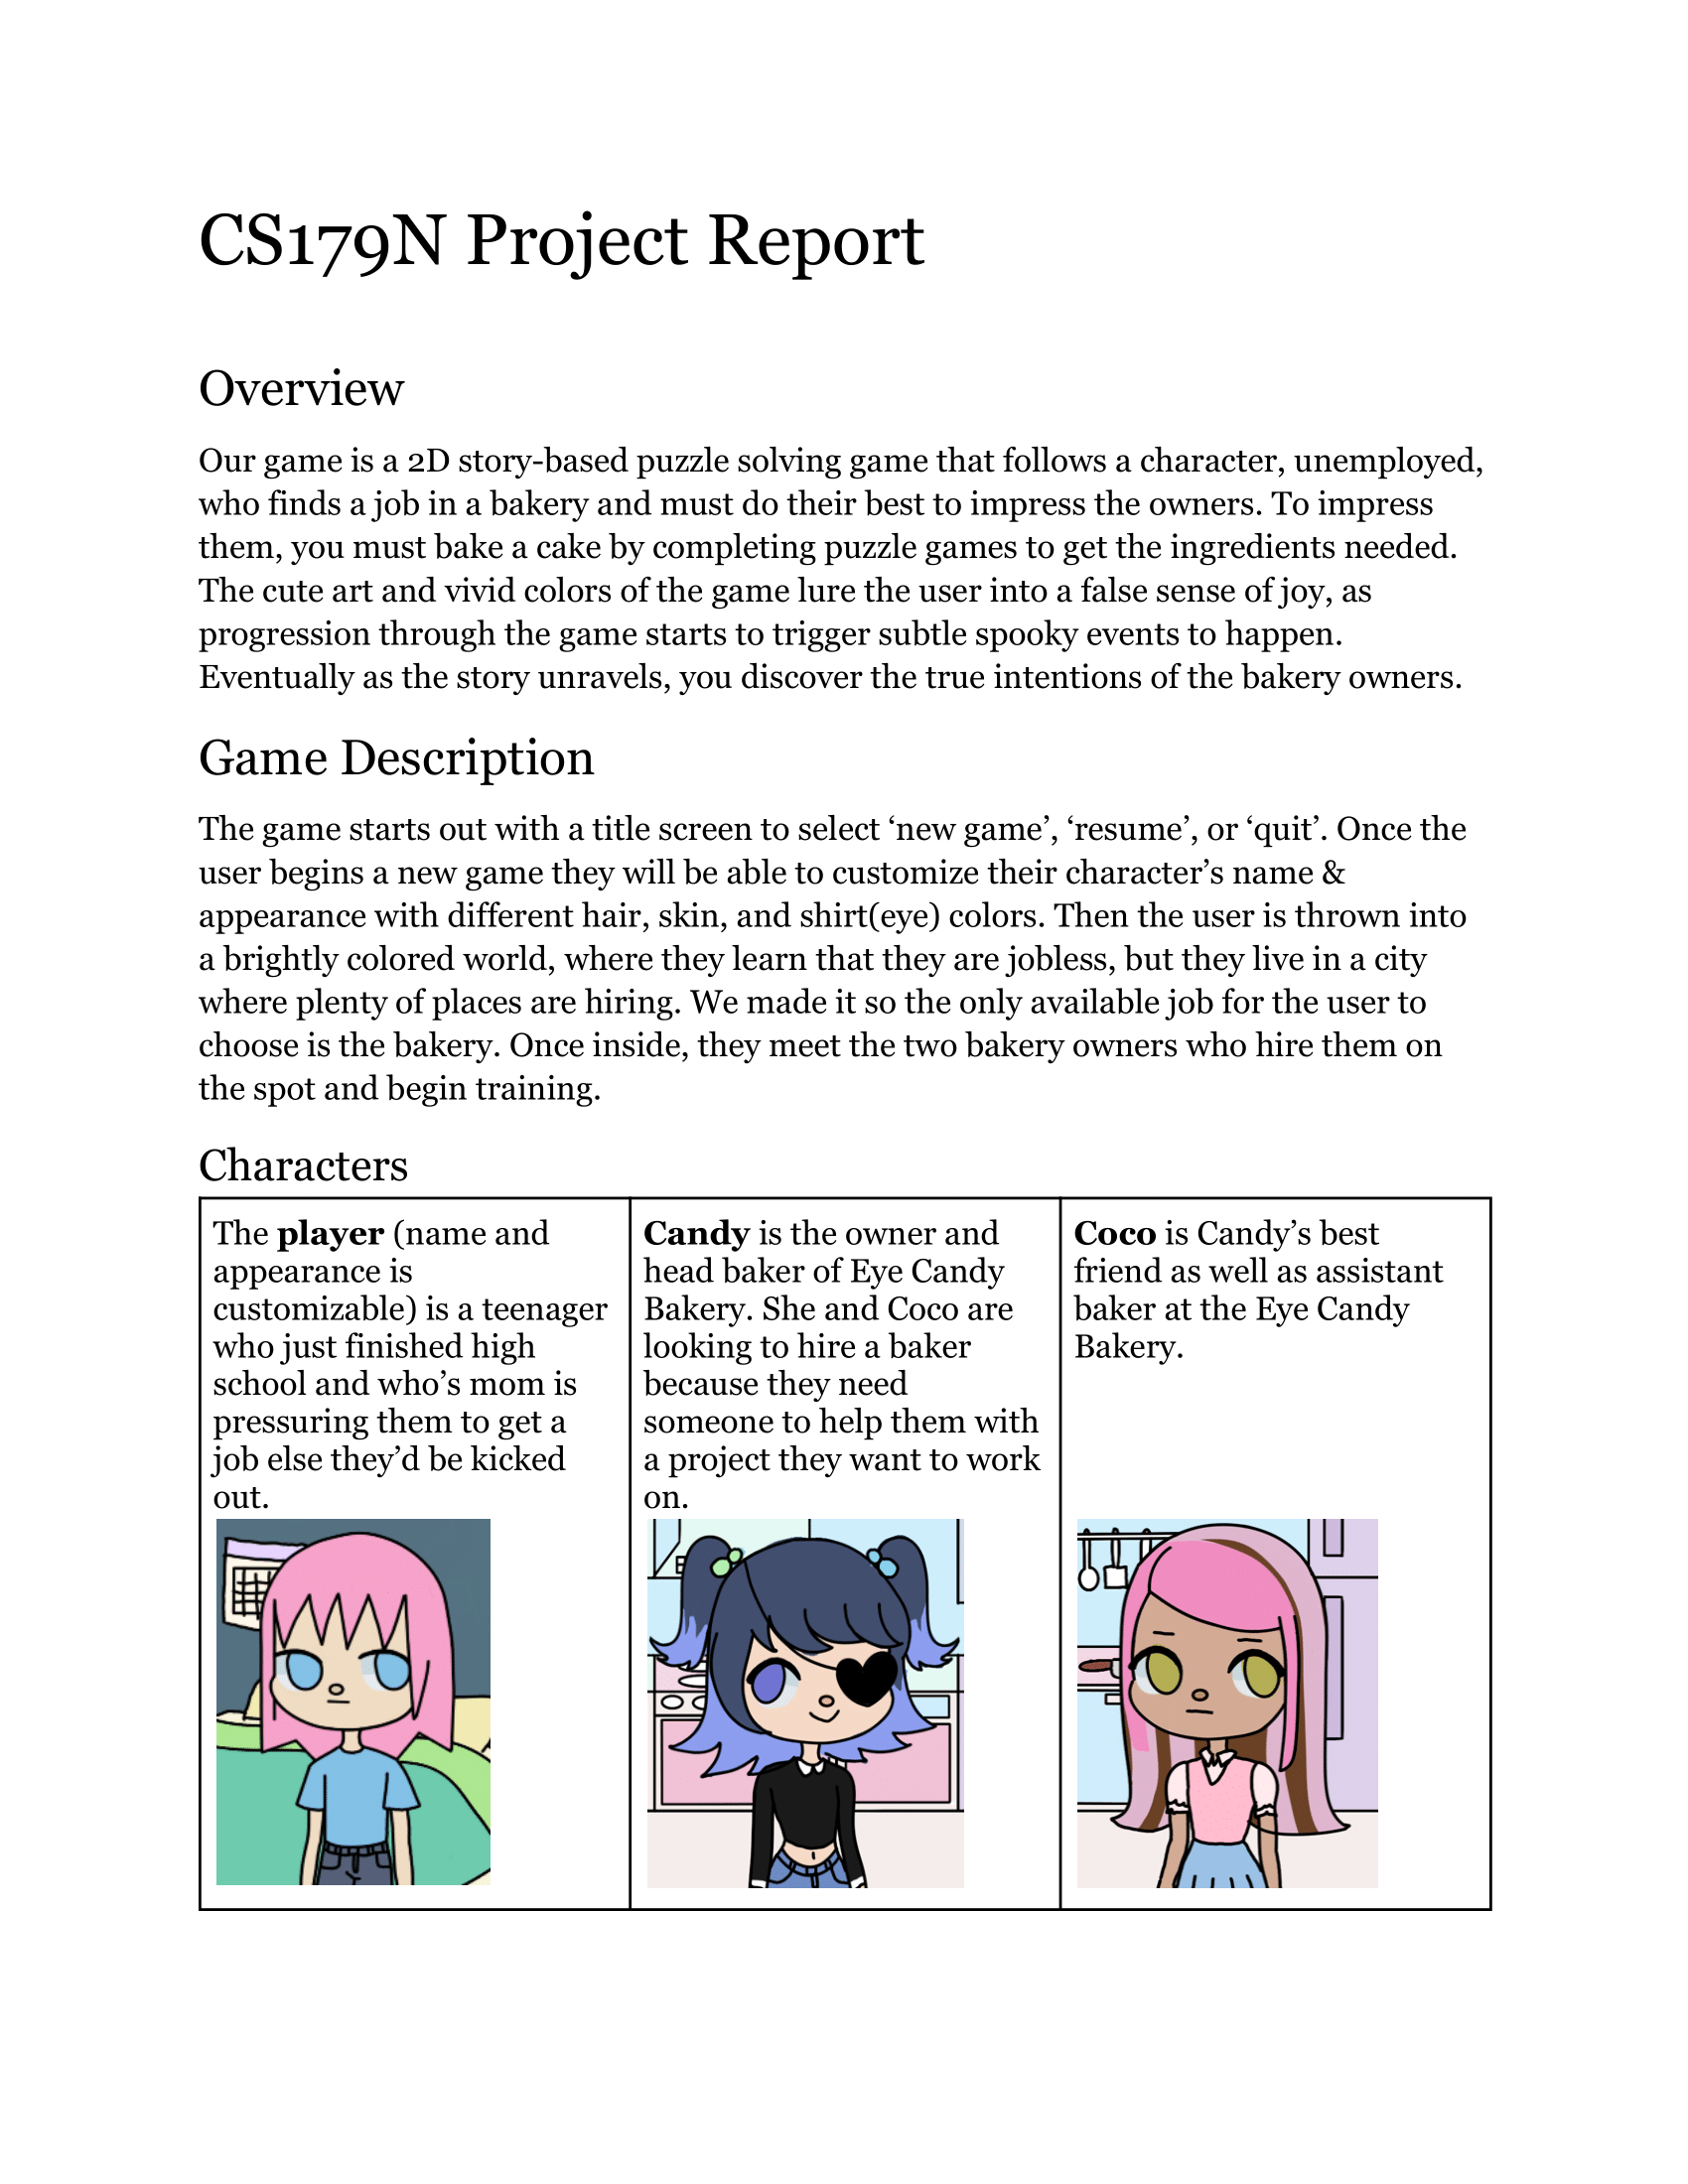 CS179N Project Report
Overview
Our game is a 2D story-based puzzle solving game that follows a character, unemployed,
who finds a job in a bakery and must do their best to impress the owners. To impress
them, you must bake a cake by completing puzzle games to get the ingredients needed.
The cute art and vivid colors of the game lure the user into a false sense of joy, as
progression through the game starts to trigger subtle spooky events to happen.
Eventually as the story unravels, you discover the true intentions of the bakery owners.
Game Description
The game starts out with a title screen to select ‘new game’, ‘resume’, or ‘quit’. Once the
user begins a new game they will be able to customize their character’s name &
appearance with different hair, skin, and shirt(eye) colors. Then the user is thrown into
a brightly colored world, where they learn that they are jobless, but they live in a city
where plenty of places are hiring. We made it so the only available job for the user to
choose is the bakery. Once inside, they meet the two bakery owners who hire them on
the spot and begin training.
Characters
The player (name and
appearance is
customizable) is a teenager
who just finished high
school and who’s mom is
pressuring them to get a
job else they’d be kicked
out.
Candy is the owner and
head baker of Eye Candy
Bakery. She and Coco are
looking to hire a baker
because they need
someone to help them with
a project they want to work
on.
Coco is Candy’s best
friend as well as assistant
baker at the Eye Candy
Bakery.